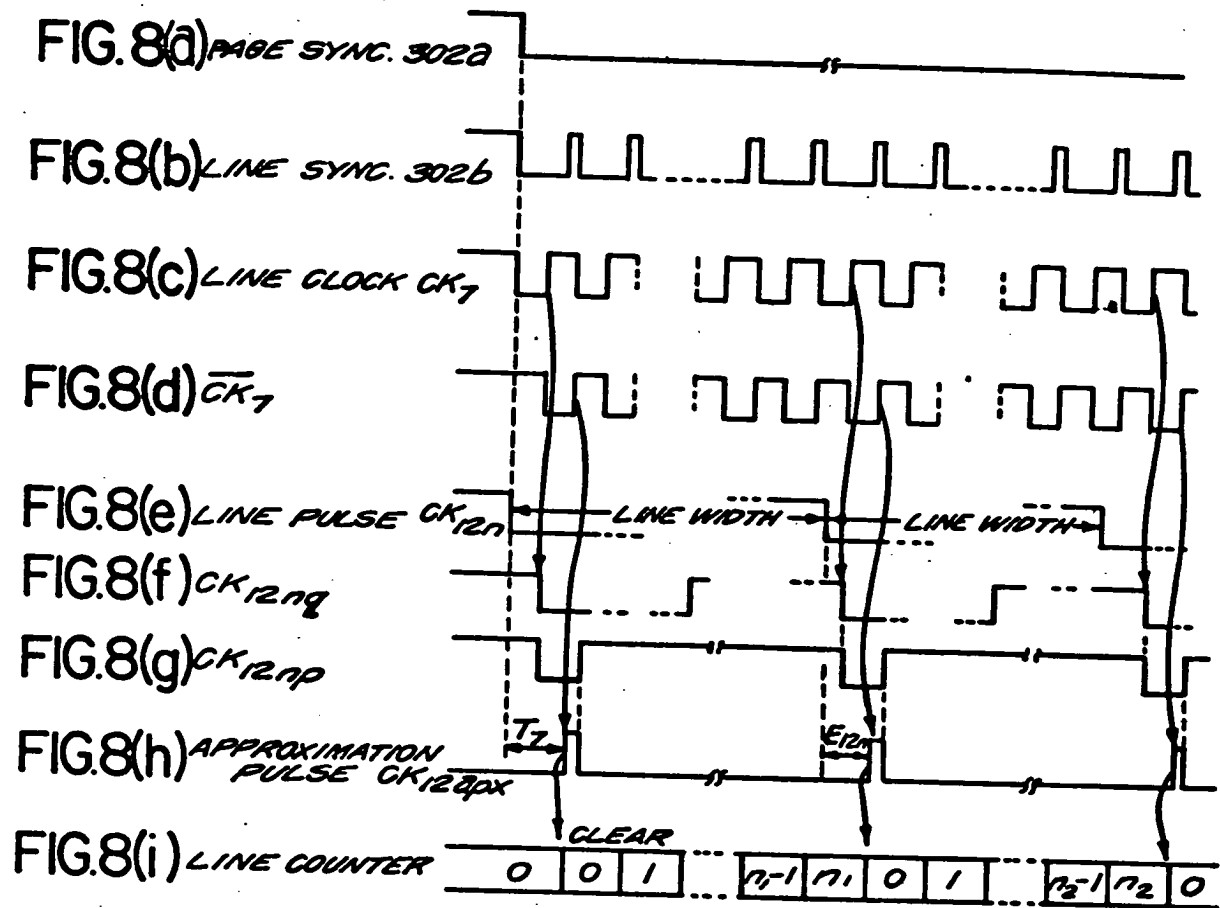 FIG. 8(a) PAGE SYNC. 302a
FIG. 8(b) LINE SYNC. 302b
FIG. 8(c) LINE CLOCK CK7
FIG. 8(d) C̅K̅7
FIG. 8(e) LINE PULSE CK12n
LINE WIDTH LINE WIDTH
FIG. 8(f) CK12nq
FIG. 8(g) CK12np
T7 E12n
FIG. 8(h) APPROXIMATION
PULSE CK12apx
CLEAR
FIG. 8(i) LINE COUNTER 0 0 1 n1-1 n1 0 1 n2-1 n2 0